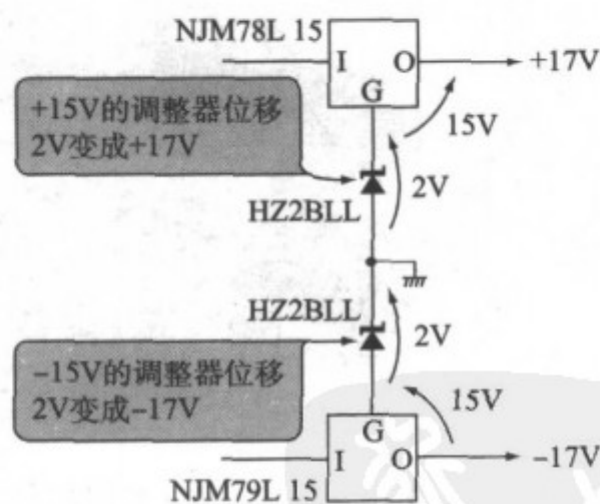 NJM78L 15
I
O
G
+17V
15V
+15V的调整器位移
2V变成+17V
2V
HZ2BLL
HZ2BLL
2V
-15V的调整器位移
2V变成-17V
15V
G
I
O
-17V
NJM79L 15